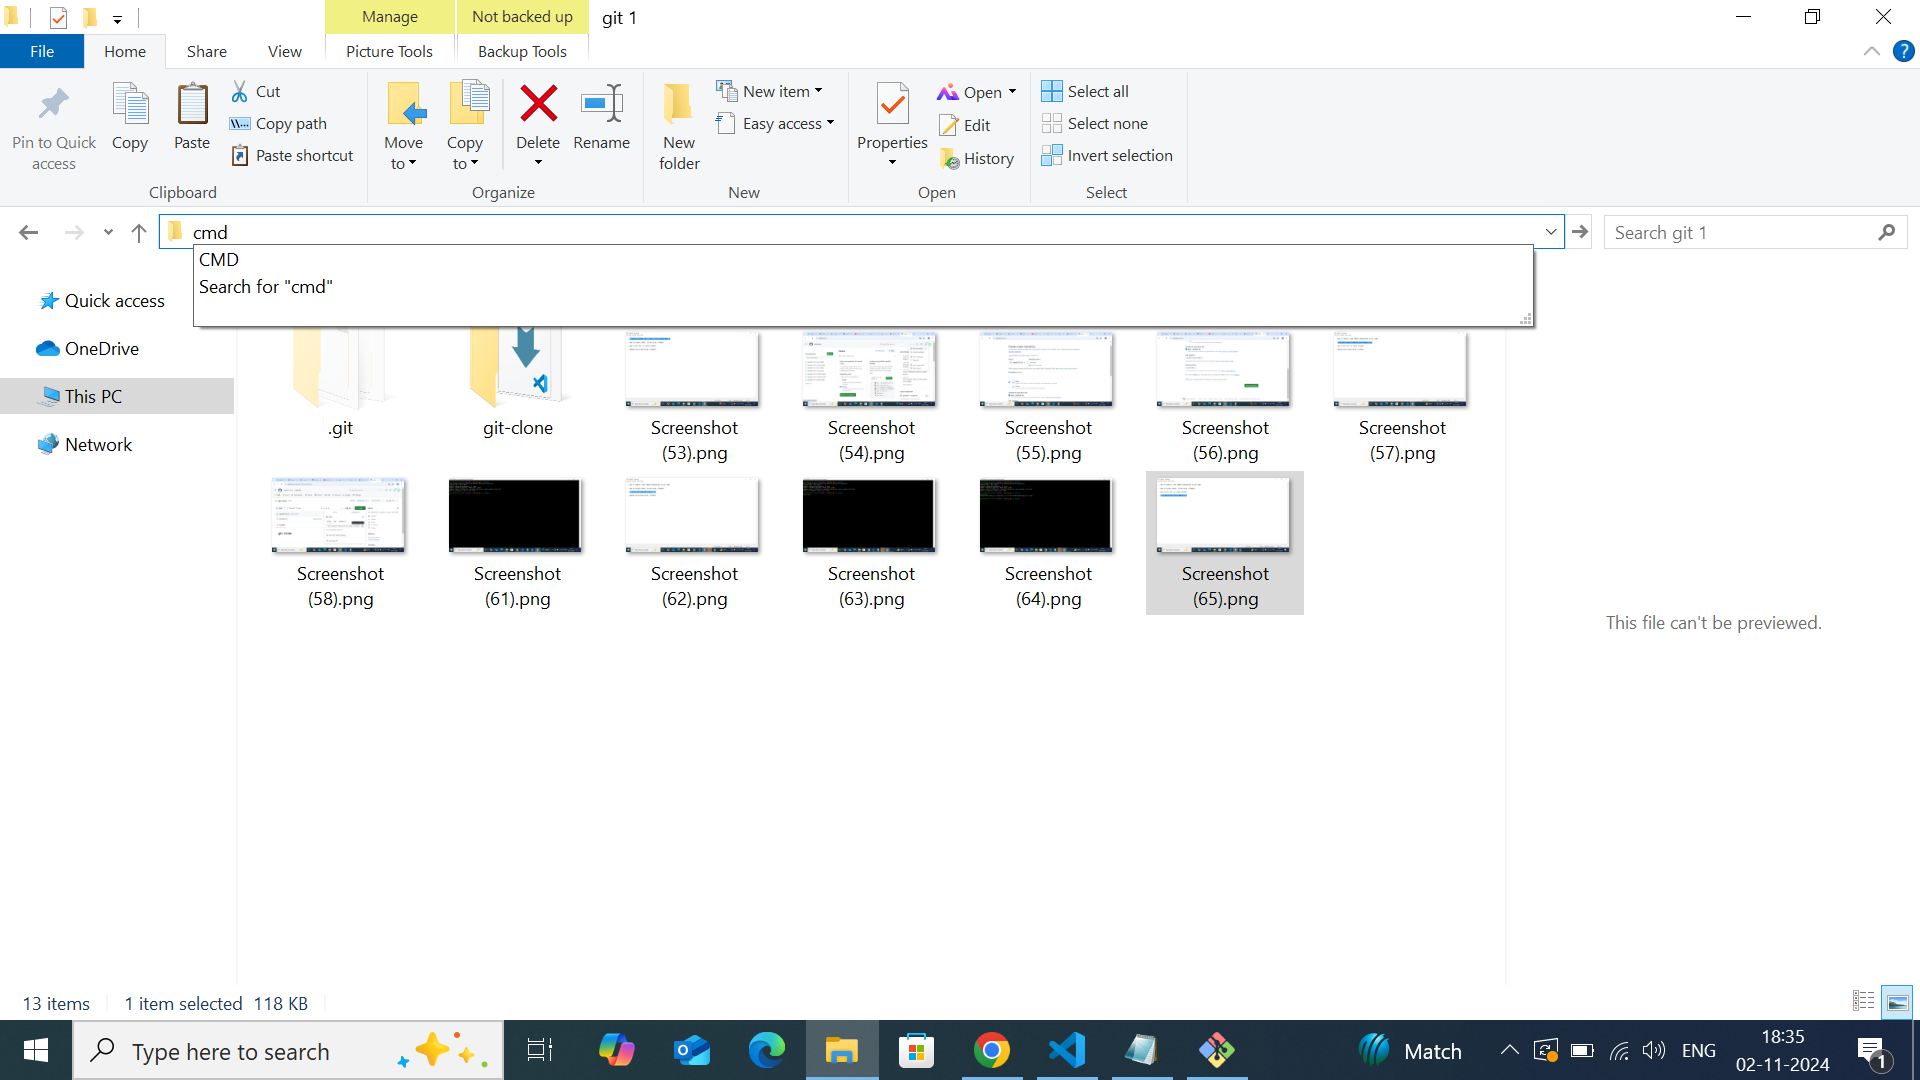 Manage
Not backed up
git 1
File
Home
Share
View
Picture Tools
Backup Tools
Pin to Quick
access
Copy
Paste
Cut
Copy path
Paste shortcut
Clipboard
Move
to
Copy
to
Delete
Rename
Organize
New
folder
New item
Easy access
New
Properties
Open
Edit
History
Open
Select all
Select none
Invert selection
Select
cmd
Search git 1
CMD
Search for "cmd"
Quick access
OneDrive
This PC
Network
.git
git-clone
Screenshot
(53).png
Screenshot
(54).png
Screenshot
(55).png
Screenshot
(56).png
Screenshot
(57).png
Screenshot
(58).png
Screenshot
(61).png
Screenshot
(62).png
Screenshot
(63).png
Screenshot
(64).png
Screenshot
(65).png
This file can't be previewed.
13 items
1 item selected 118 KB
Type here to search
Match
ENG
18:35
02-11-2024
1